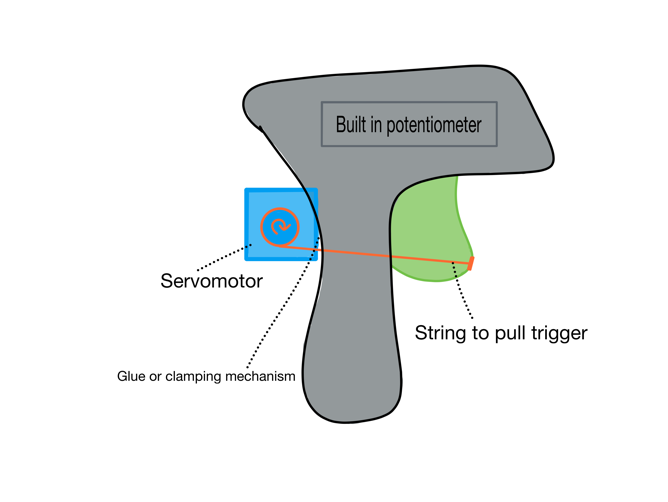 Built in potentiometer
Servomotor
String to pull trigger
Glue or clamping mechanism